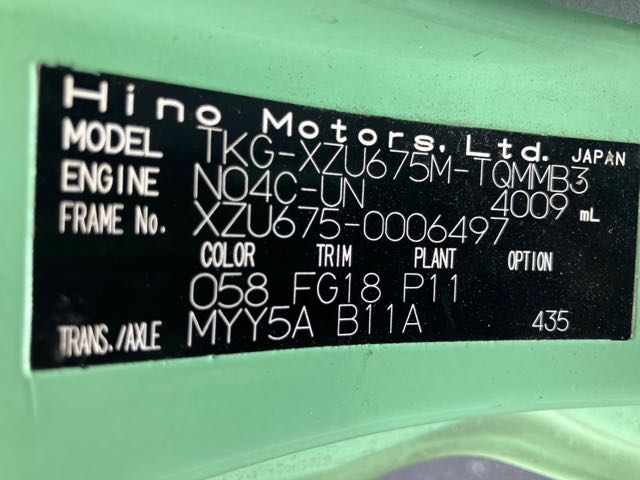 Hino Motors, Ltd. JAPAN
MODEL TKG-XZU675M-TQMMB3
ENGINE N04C-UN 4009 mL
FRAME No. XZU675-0006497
COLOR TRIM PLANT OPTION
058 FG18 P11
TRANS./AXLE MYY5A B11A 435